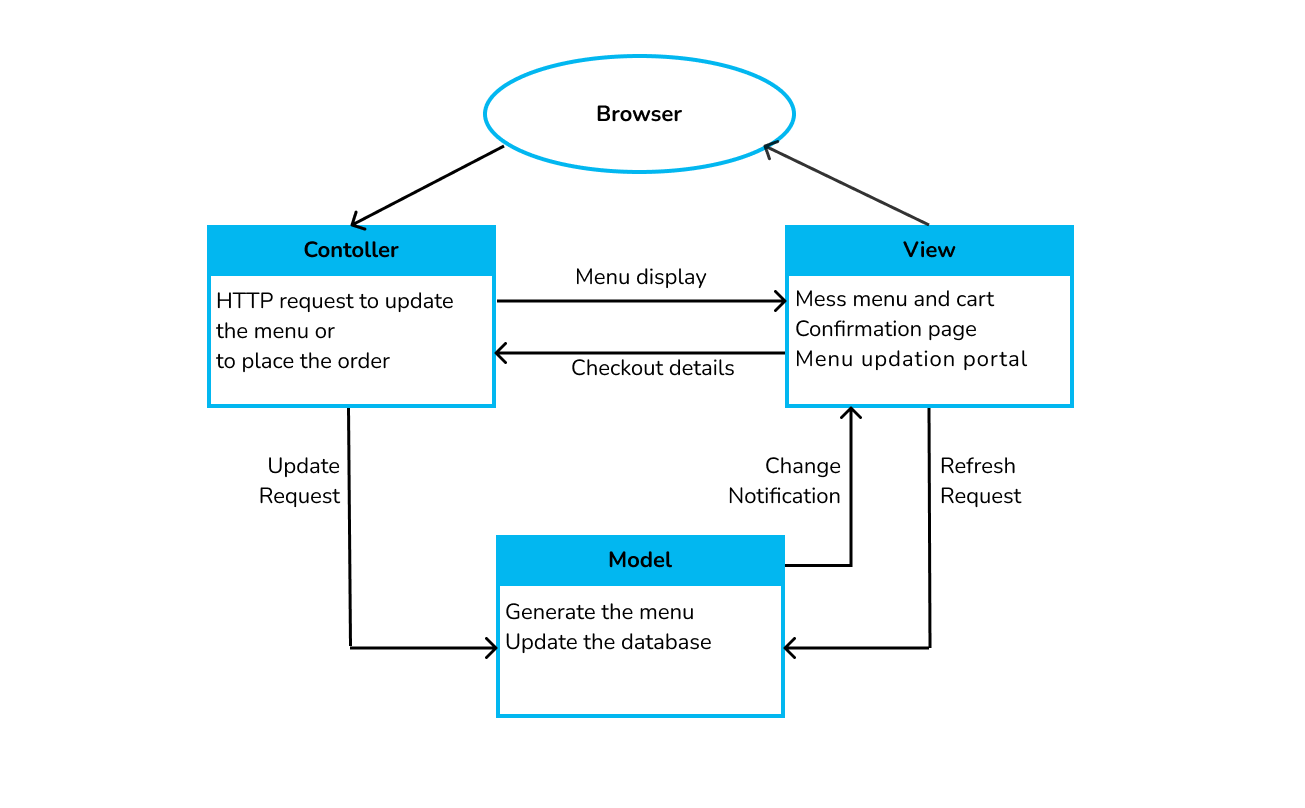 Browser
Contoller
HTTP request to update
the menu or
to place the order
Menu display
Checkout details
View
Mess menu and cart
Confirmation page
Menu updation portal
Update
Request
Change
Notification
Refresh
Request
Model
Generate the menu
Update the database